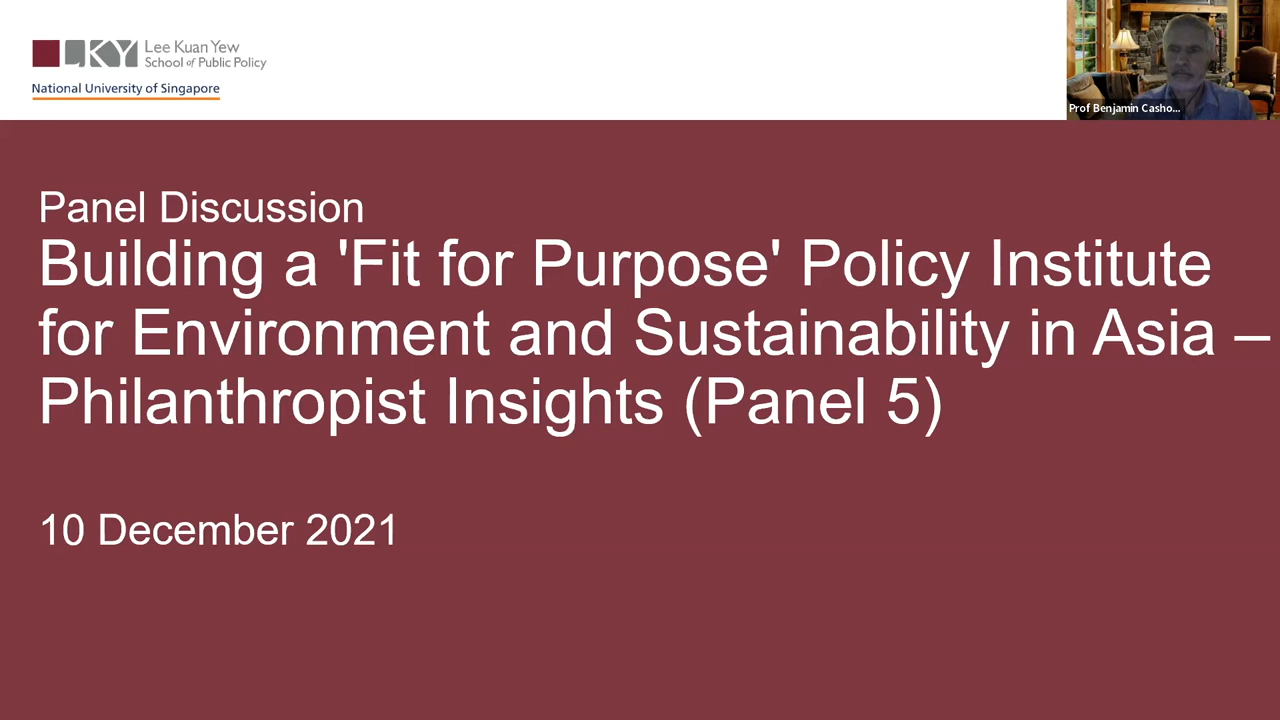 LKY
Lee Kuan Yew
School of Public Policy
National University of Singapore
Prof Benjamin Casho...
Panel Discussion
Building a 'Fit for Purpose' Policy Institute
for Environment and Sustainability in Asia –
Philanthropist Insights (Panel 5)
10 December 2021